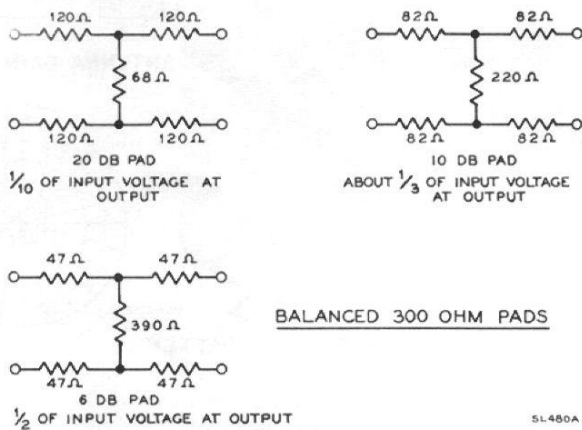 120Ω 120Ω
68Ω
120Ω 120Ω
20 DB PAD
1/10 OF INPUT VOLTAGE AT
OUTPUT
82Ω 82Ω
220Ω
82Ω 82Ω
10 DB PAD
ABOUT 1/3 OF INPUT VOLTAGE
AT OUTPUT
47Ω 47Ω
390Ω
47Ω 47Ω
6 DB PAD
1/2 OF INPUT VOLTAGE AT OUTPUT
BALANCED 300 OHM PADS
SL480A